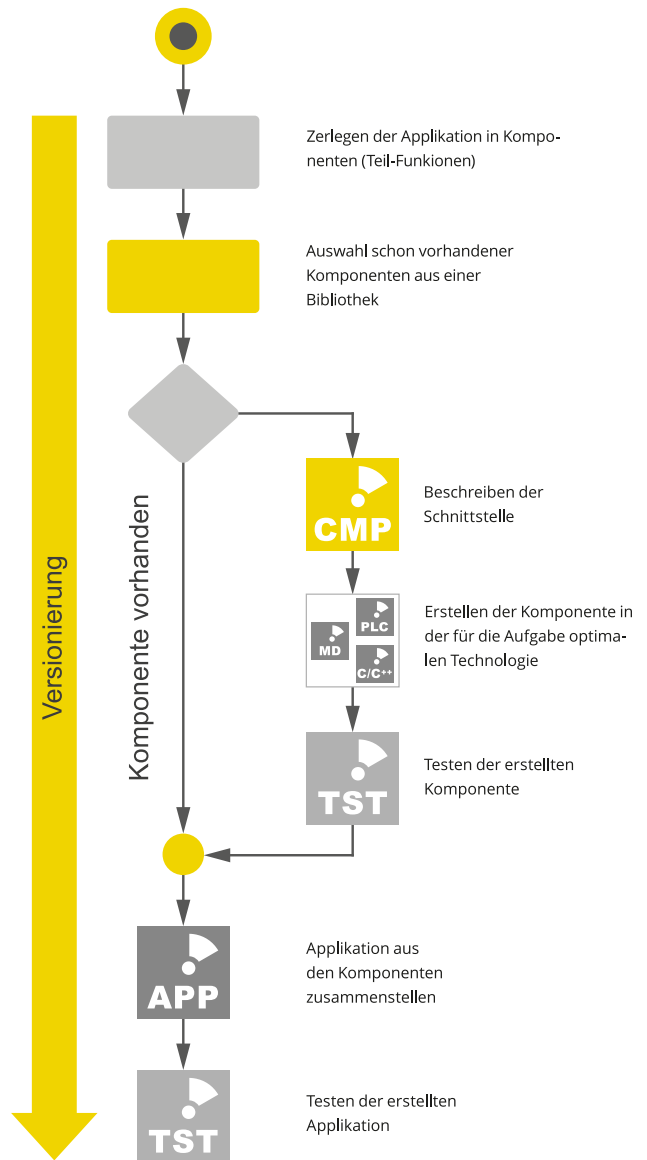 Zerlegen der Applikation in Kompo-
nenten (Teil-Funkionen)
Auswahl schon vorhandener
Komponenten aus einer
Bibliothek
Versionierung
Komponente vorhanden
CMP
Beschreiben der
Schnittstelle
PLC
MD
C/C++
Erstellen der Komponente in
der für die Aufgabe optima-
len Technologie
TST
Testen der erstellten
Komponente
APP
Applikation aus
den Komponenten
zusammenstellen
TST
Testen der erstellten
Applikation